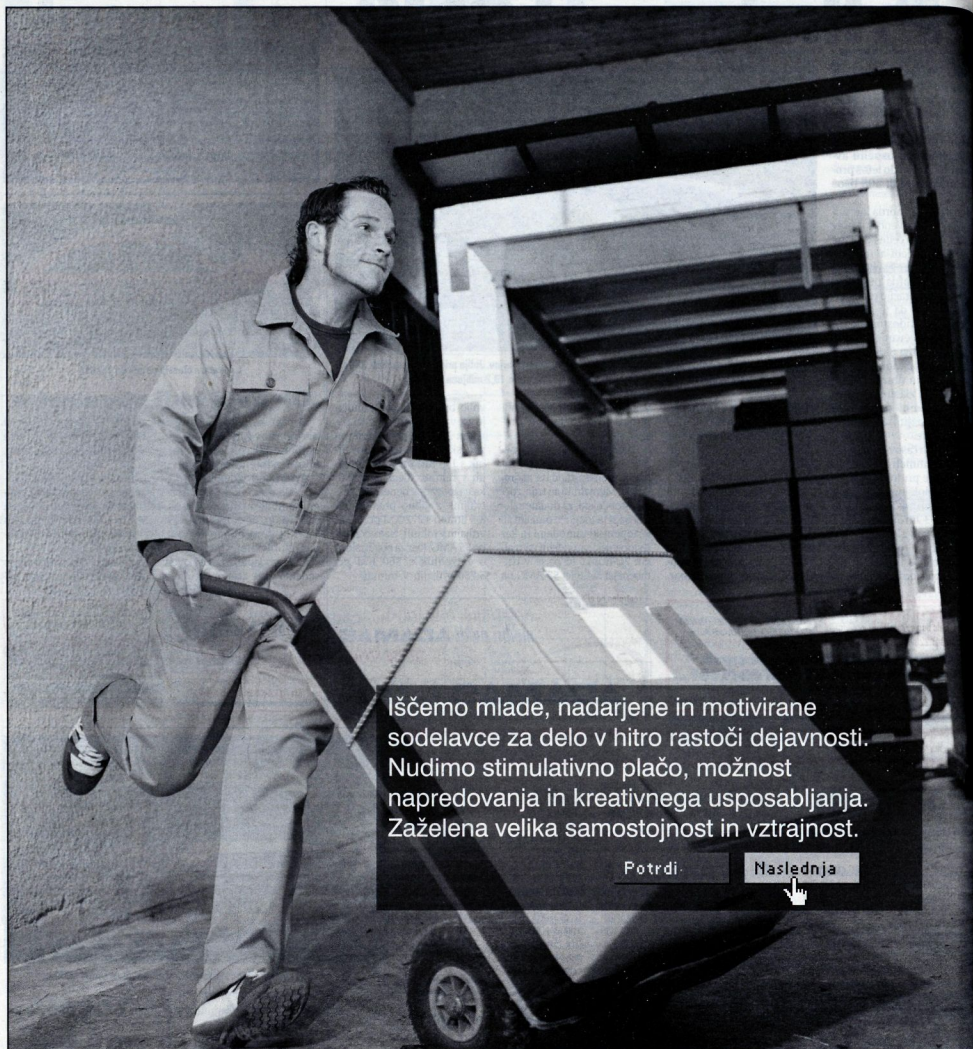 Iščemo mlade, nadarjene in motivirane
sodelavce za delo v hitro rastoči dejavnosti.
Nudimo stimulativno plačo, možnost
napredovanja in kreativnega usposabljanja.
Zaželena velika samostojnost in vztrajnost.
Potrdi
Naslednja